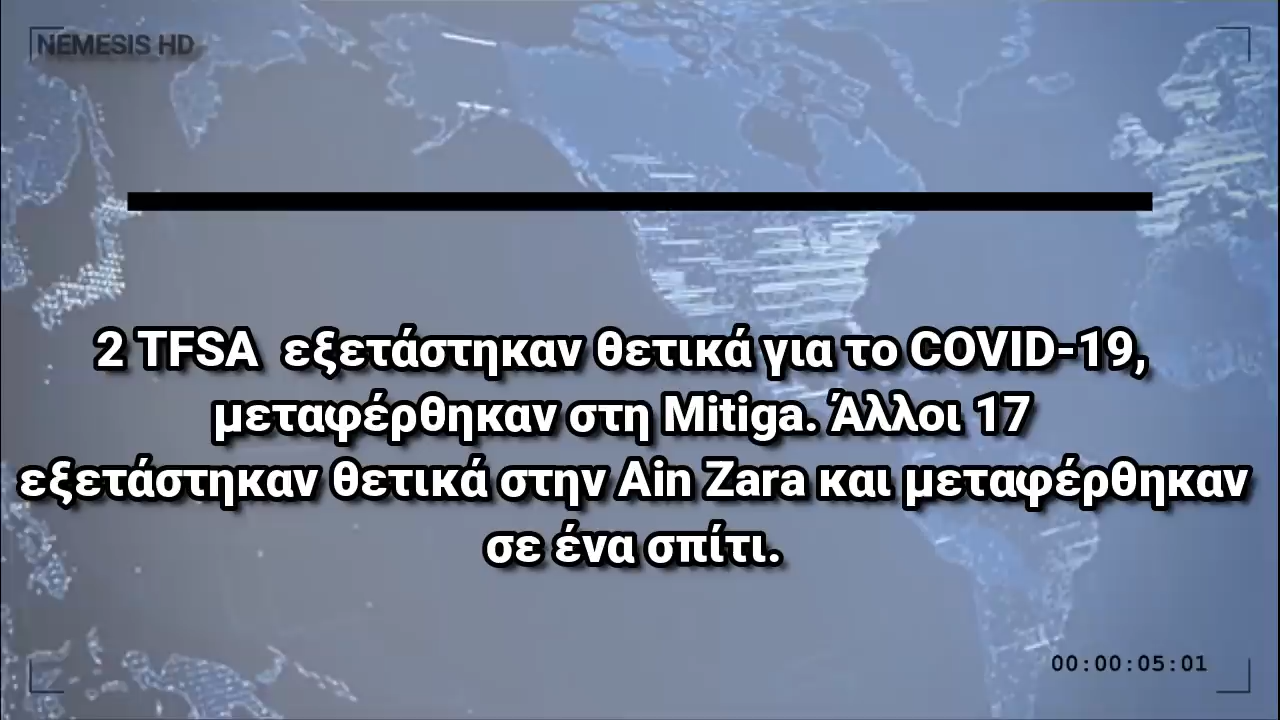 NEMESIS HD
2 TFSA εξετάστηκαν θετικά για το COVID-19,
μεταφέρθηκαν στη Mitiga. Άλλοι 17
εξετάστηκαν θετικά στην Ain Zara και μεταφέρθηκαν
σε ένα σπίτι.
00:00:05:01